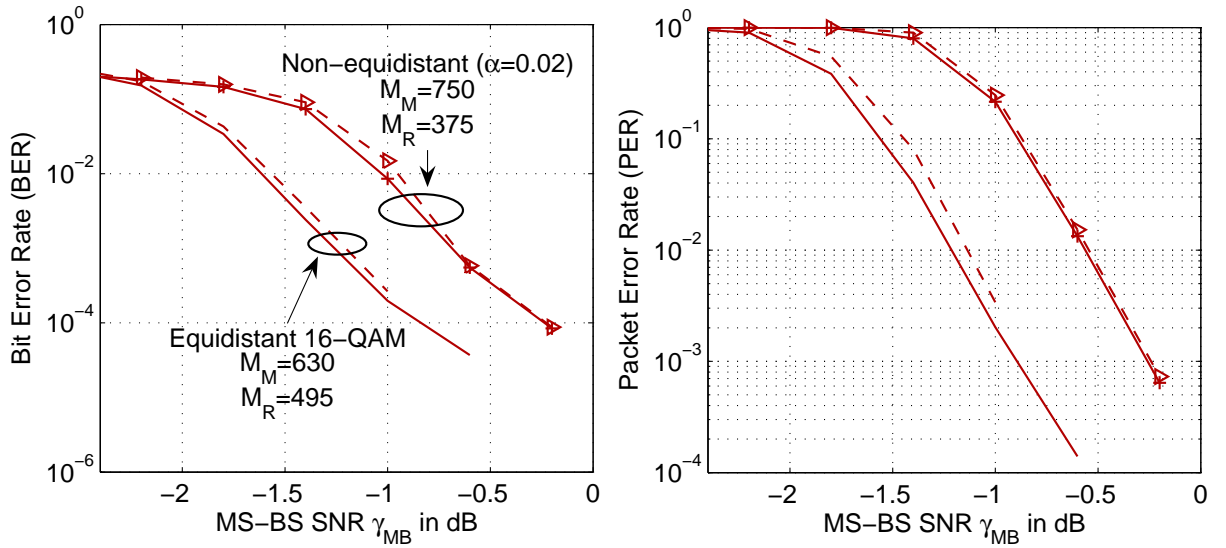 Bit Error Rate (BER)
10^0
10^−2
10^−4
10^−6
Non−equidistant (α=0.02)
M_M=750
M_R=375
Equidistant 16−QAM
M_M=630
M_R=495
−2
−1.5
−1
−0.5
0
MS−BS SNR γ_MB in dB
Packet Error Rate (PER)
10^0
10^−1
10^−2
10^−3
10^−4
−2
−1.5
−1
−0.5
0
MS−BS SNR γ_MB in dB